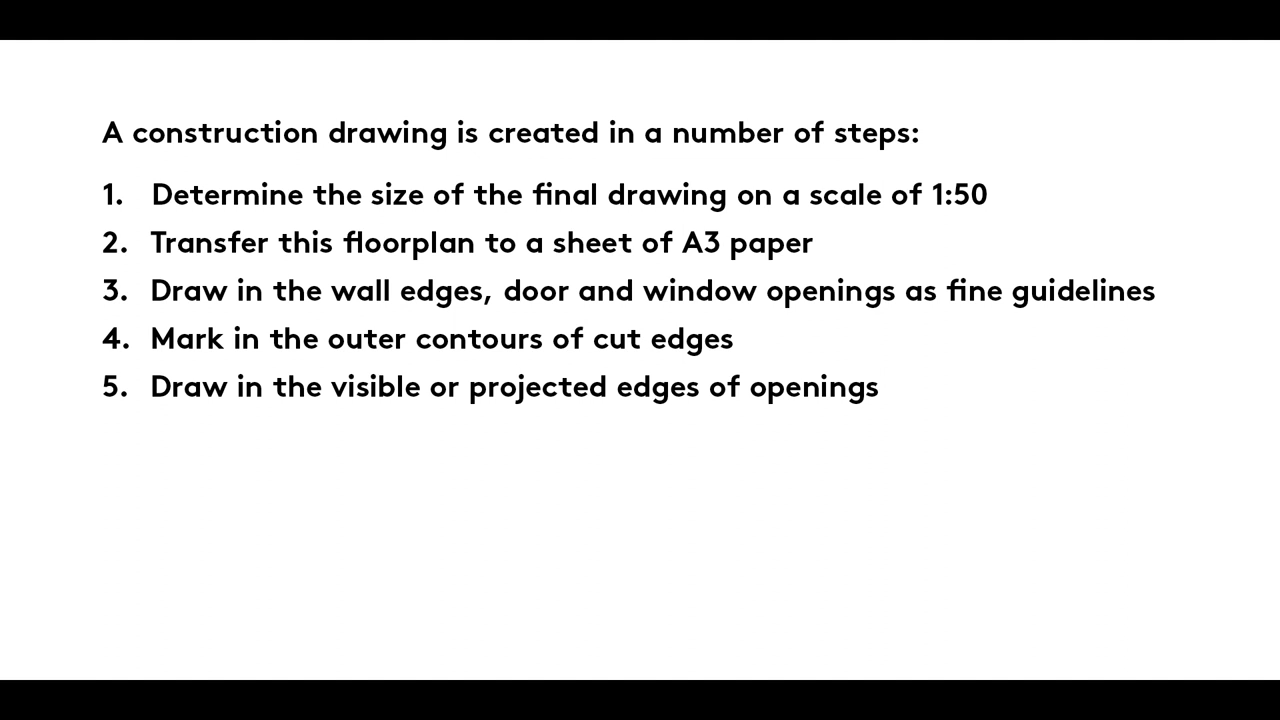 A construction drawing is created in a number of steps:
1. Determine the size of the final drawing on a scale of 1:50
2. Transfer this floorplan to a sheet of A3 paper
3. Draw in the wall edges, door and window openings as fine guidelines
4. Mark in the outer contours of cut edges
5. Draw in the visible or projected edges of openings